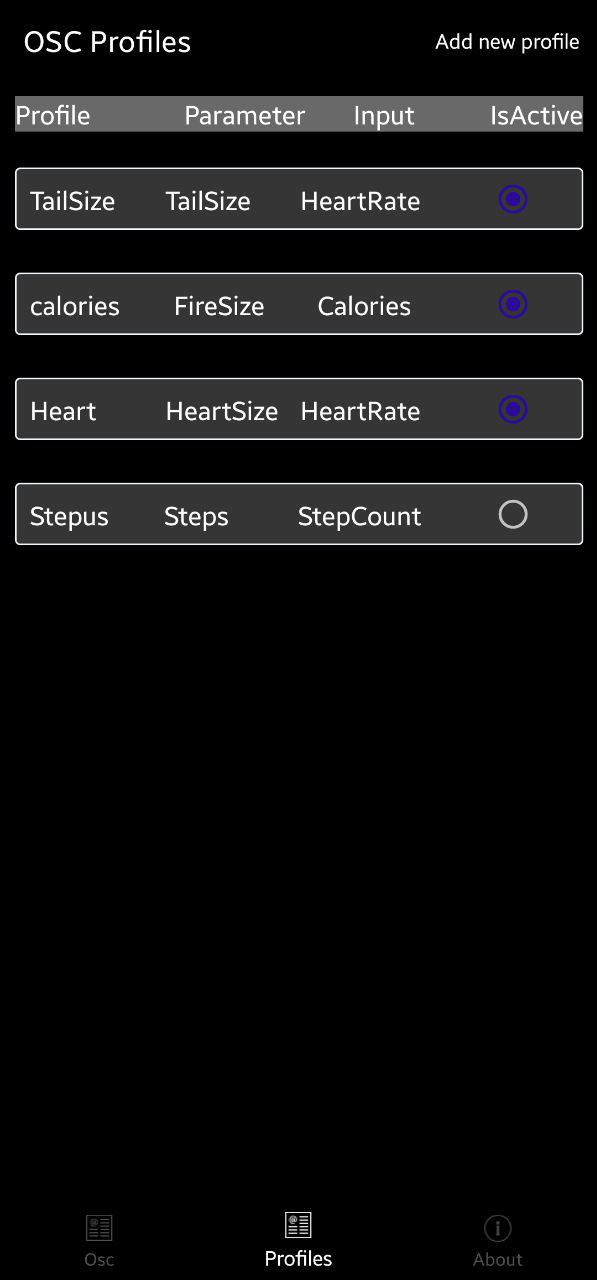 OSC Profiles Add new profile
Profile Parameter Input IsActive
TailSize TailSize HeartRate
calories FireSize Calories
Heart HeartSize HeartRate
Stepus Steps StepCount
Osc Profiles About